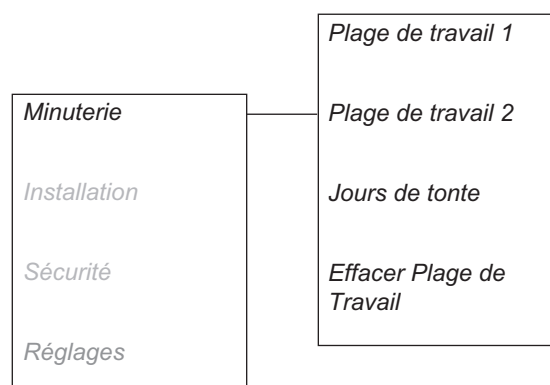 Minuterie
Installation
Sécurité
Réglages
Plage de travail 1
Plage de travail 2
Jours de tonte
Effacer Plage de
Travail